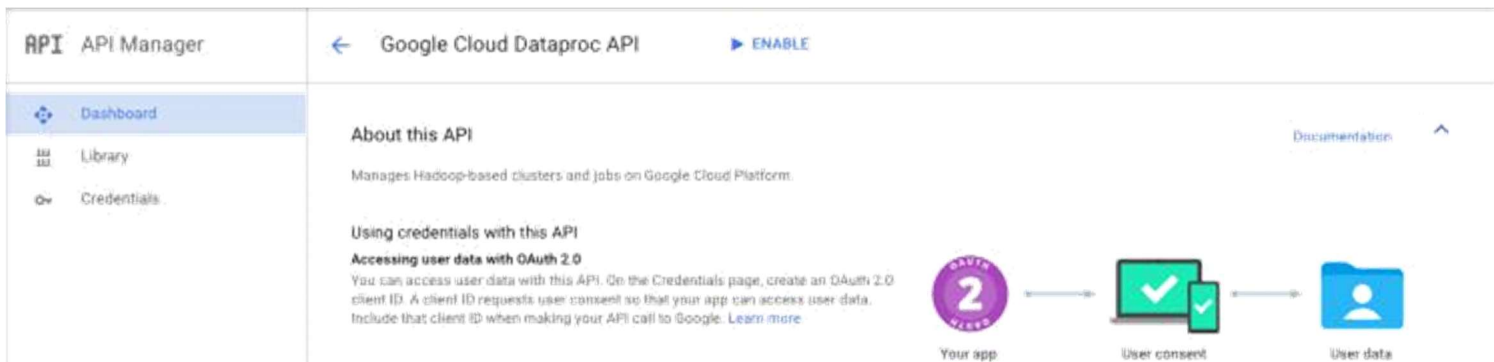 API API Manager
Google Cloud Dataproc API ENABLE
Dashboard
Library
Credentials
About this API
Documentation
Manages Hadoop-based clusters and jobs on Google Cloud Platform.
Using credentials with this API
Accessing user data with OAuth 2.0
You can access user data with this API. On the Credentials page, create an OAuth 2.0
client ID. A client ID requests user consent so that your app can access user data.
Include that client ID when making your API call to Google. Learn more
OAUTH
2
OAUTH
Your app
User consent
User data